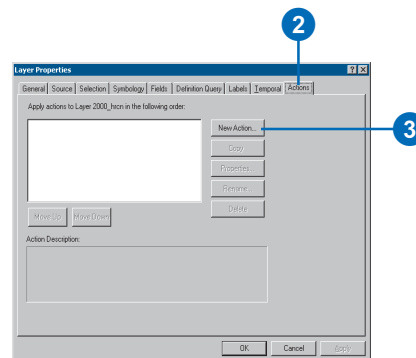 2
Layer Properties
General Source Selection Symbology Fields Definition Query Labels Temporal Actions
Apply actions to Layer 2000_hrcn in the following order:
New Action...
3
Copy
Properties...
Rename...
Delete
Move Up Move Down
Action Description:
OK Cancel Apply